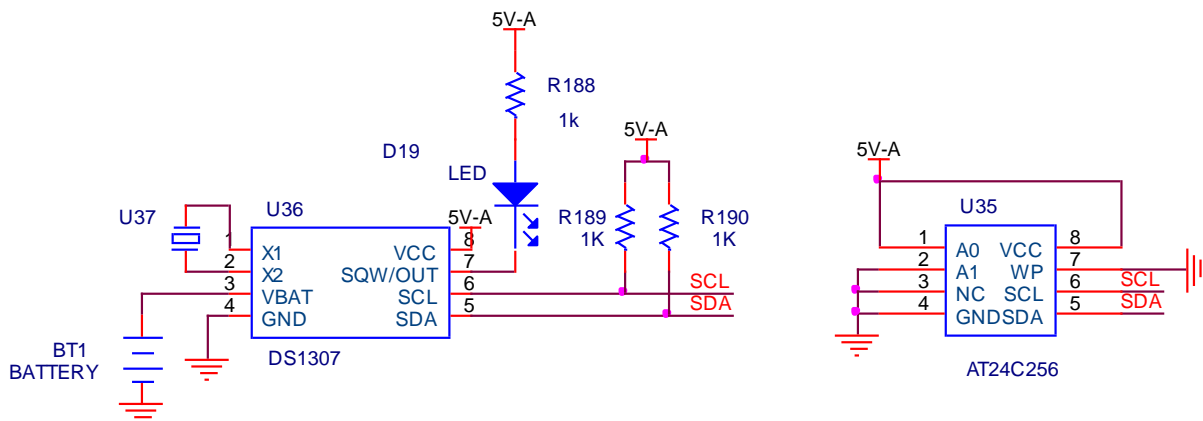 5V-A
R188
1k
D19
LED
5V-A
R189
1K
R190
1K
U37
U36
5V-A
1
2
3
4
X1
X2
VBAT
GND
VCC
SQW/OUT
SCL
SDA
8
7
6
5
SCL
SDA
DS1307
BT1
BATTERY
5V-A
U35
1
2
3
4
A0
A1
NC
GND
VCC
WP
SCL
SDA
8
7
6
5
SCL
SDA
AT24C256